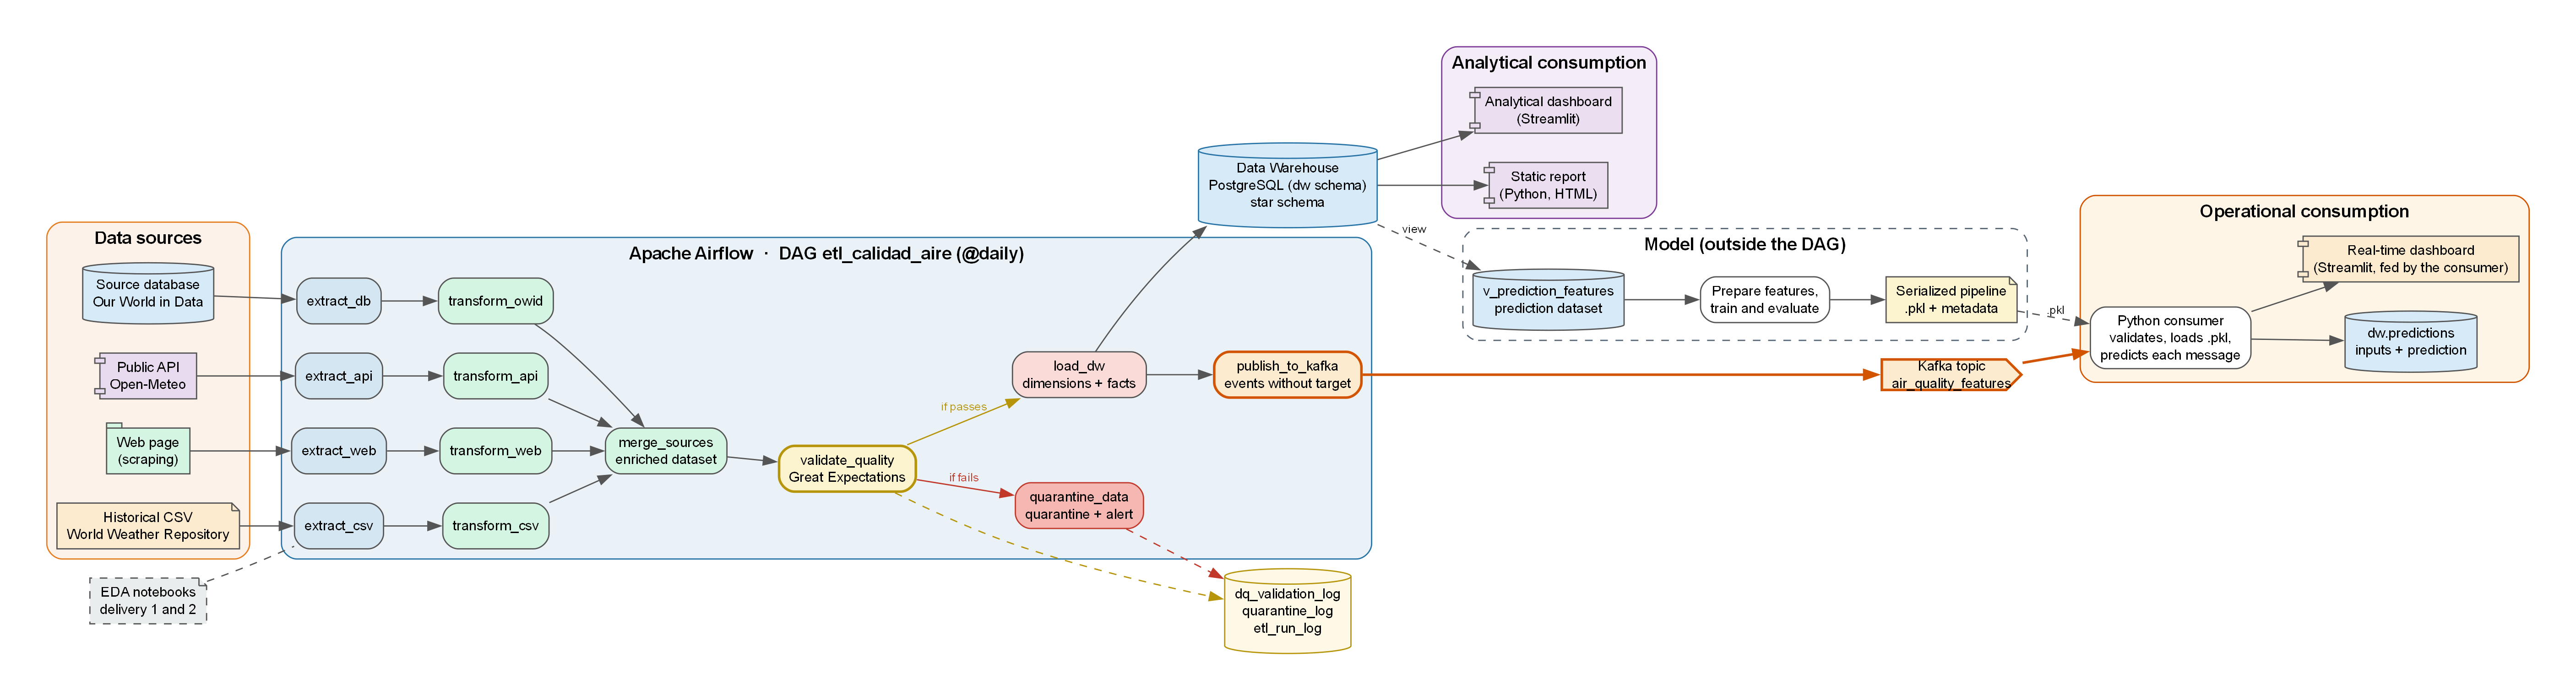 Analytical consumption
Analytical dashboard
(Streamlit)
Static report
(Python, HTML)
Data Warehouse
PostgreSQL (dw schema)
star schema
view
Data sources
Source database
Our World in Data
Public API
Open-Meteo
Web page
(scraping)
Historical CSV
World Weather Repository
EDA notebooks
delivery 1 and 2
Apache Airflow · DAG etl_calidad_aire (@daily)
extract_db
transform_owid
extract_api
transform_api
extract_web
transform_web
extract_csv
transform_csv
merge_sources
enriched dataset
validate_quality
Great Expectations
if passes
if fails
load_dw
dimensions + facts
quarantine_data
quarantine + alert
publish_to_kafka
events without target
dq_validation_log
quarantine_log
etl_run_log
Model (outside the DAG)
v_prediction_features
prediction dataset
Prepare features,
train and evaluate
Serialized pipeline
.pkl + metadata
.pkl
Kafka topic
air_quality_features
Operational consumption
Real-time dashboard
(Streamlit, fed by the consumer)
Python consumer
validates, loads .pkl,
predicts each message
dw.predictions
inputs + prediction